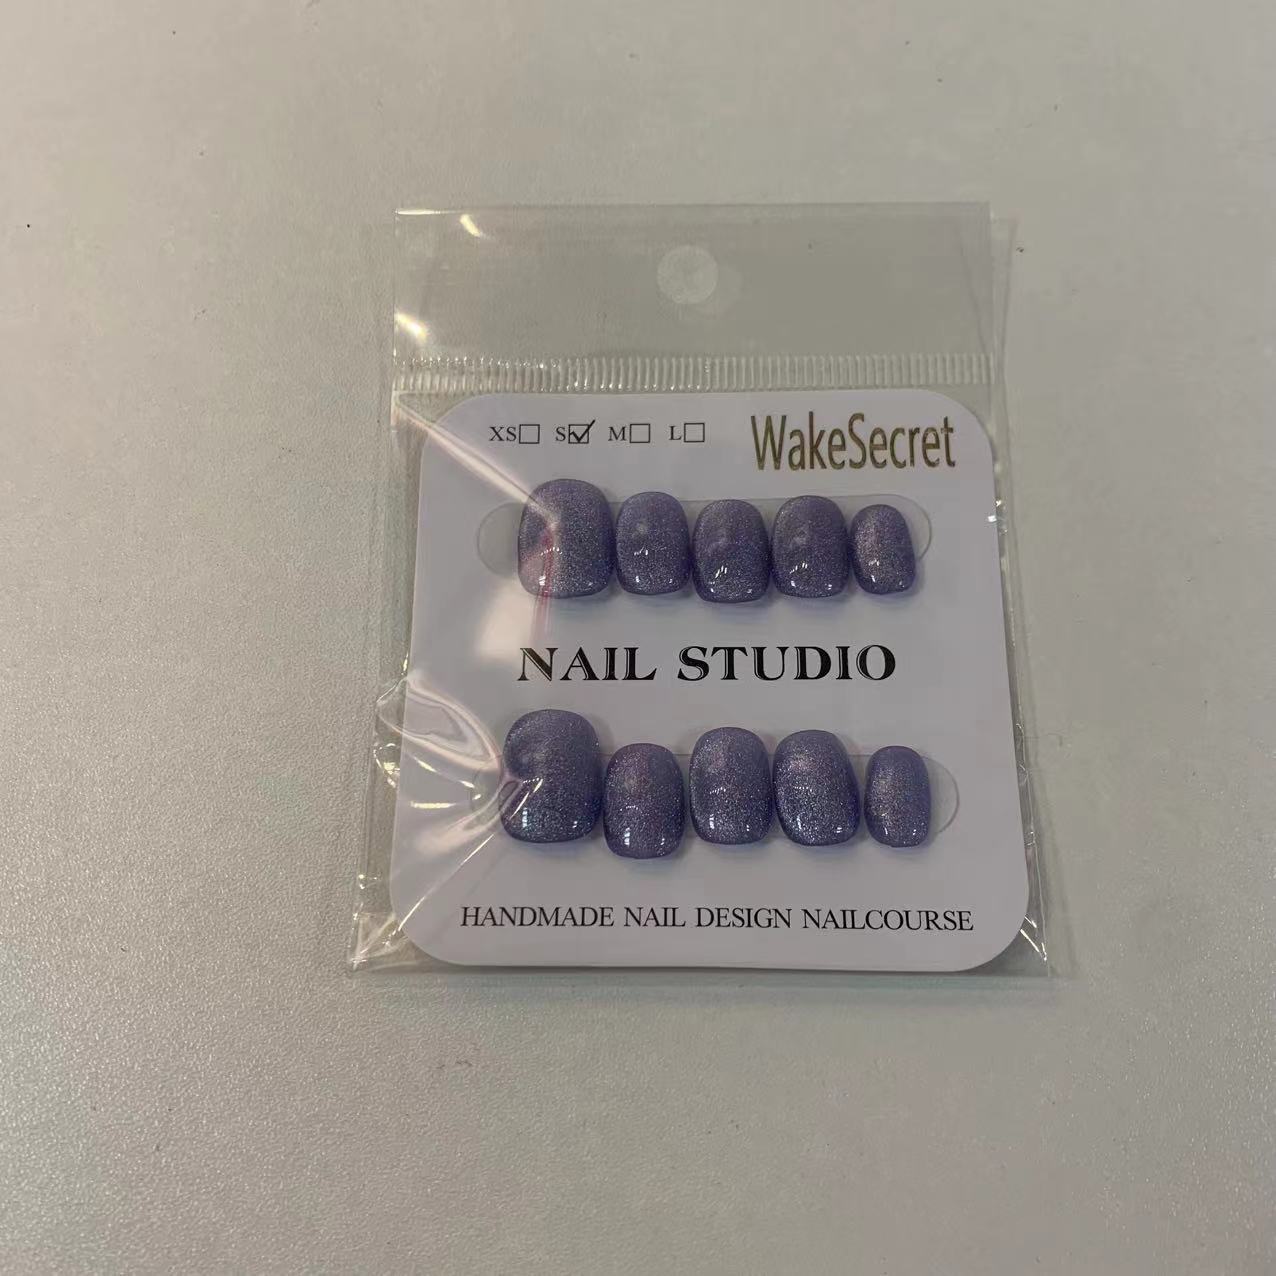 XS☐ S☑ M☐ L☐ WakeSecret
NAIL STUDIO
HANDMADE NAIL DESIGN NAILCOURSE